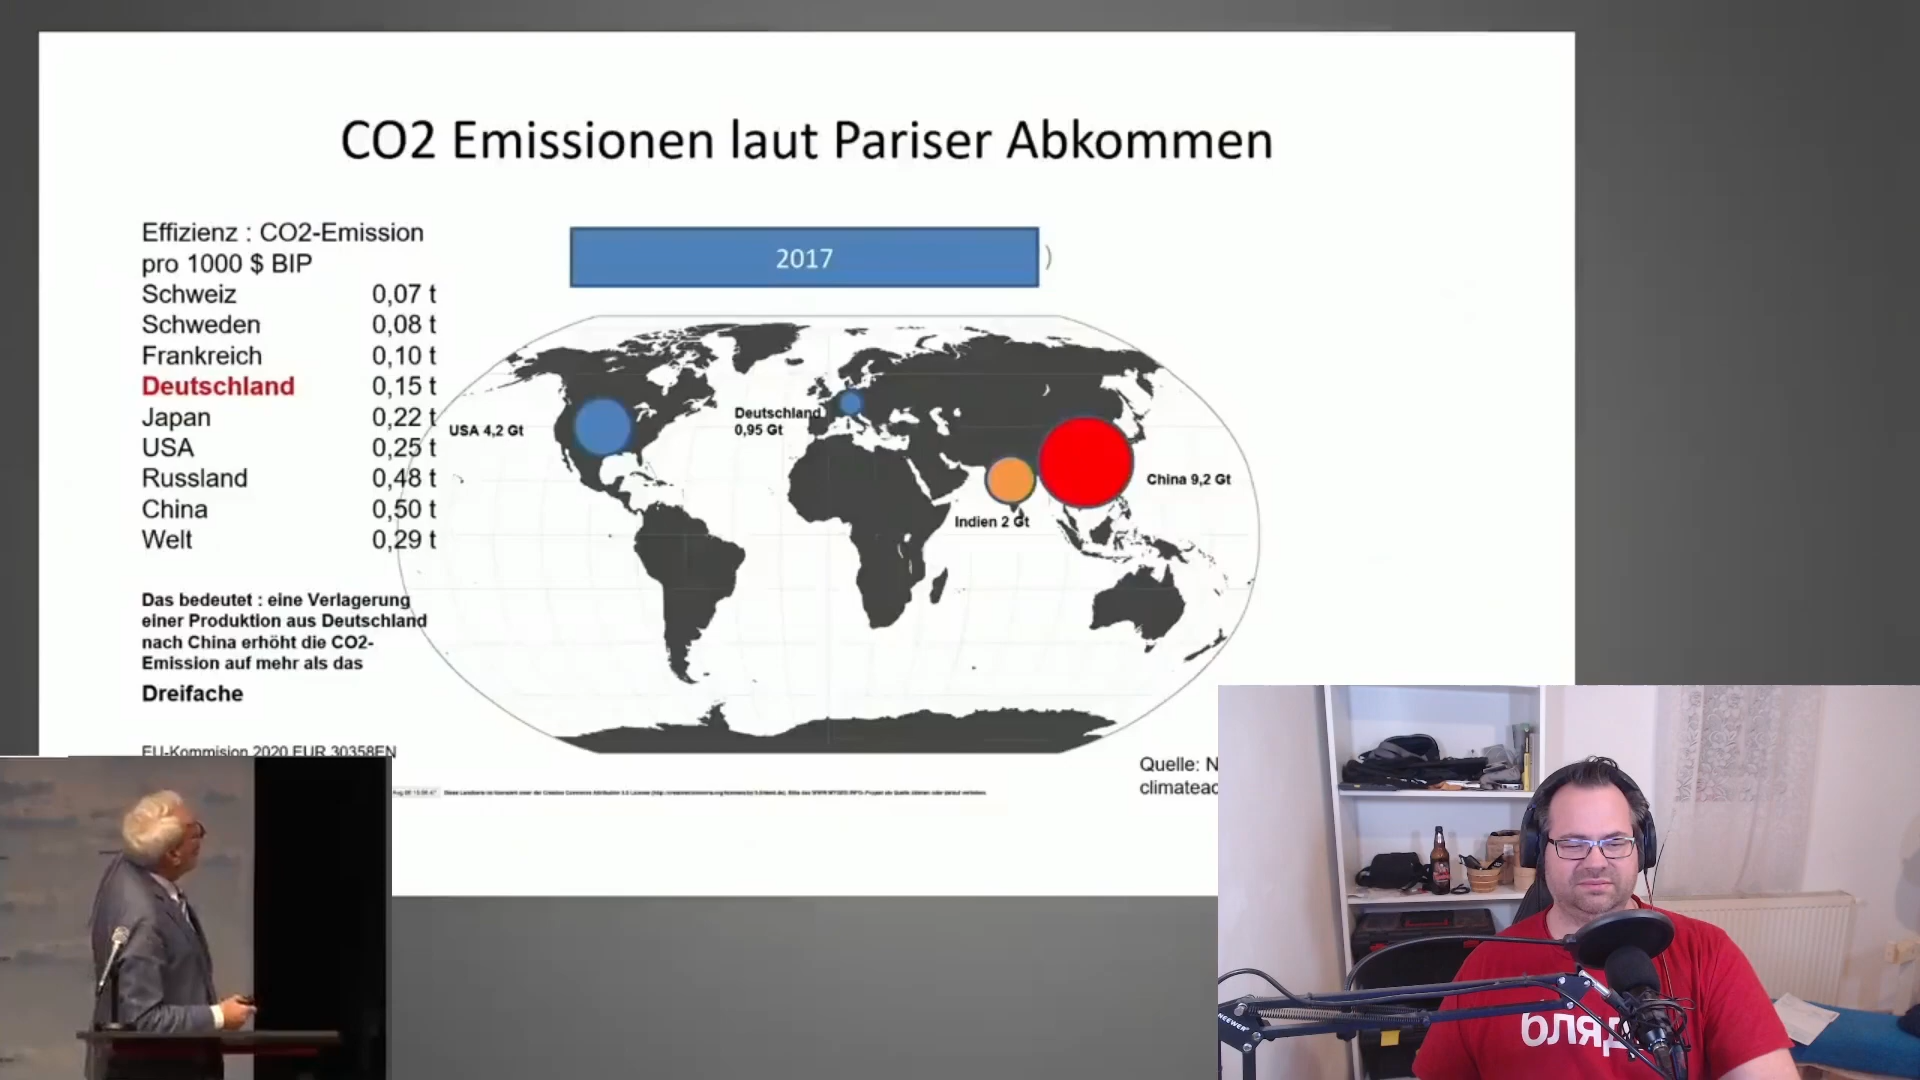 CO2 Emissionen laut Pariser Abkommen
Effizienz : CO2-Emission
pro 1000 $ BIP
Schweiz 0,07 t
Schweden 0,08 t
Frankreich 0,10 t
Deutschland 0,15 t
Japan 0,22 t
USA 0,25 t
Russland 0,48 t
China 0,50 t
Welt 0,29 t
Das bedeutet : eine Verlagerung
einer Produktion aus Deutschland
nach China erhöht die CO2-
Emission auf mehr als das
Dreifache
EU-Kommision 2020 EUR 30358EN
2017 )
USA 4,2 Gt
Deutschland
0,95 Gt
Indien 2 Gt
China 9,2 Gt
Quelle: N
climateac
NEEWER